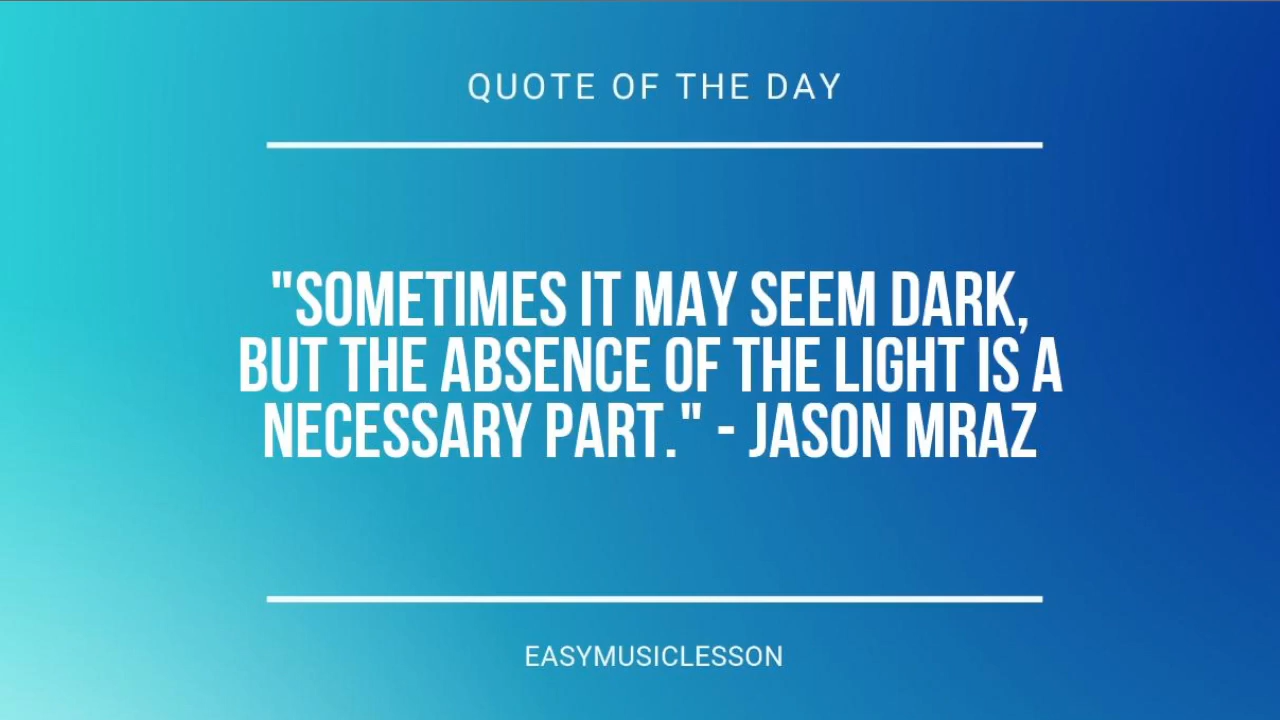 QUOTE OF THE DAY
"SOMETIMES IT MAY SEEM DARK,
BUT THE ABSENCE OF THE LIGHT IS A
NECESSARY PART." - JASON MRAZ
EASYMUSICLESSON